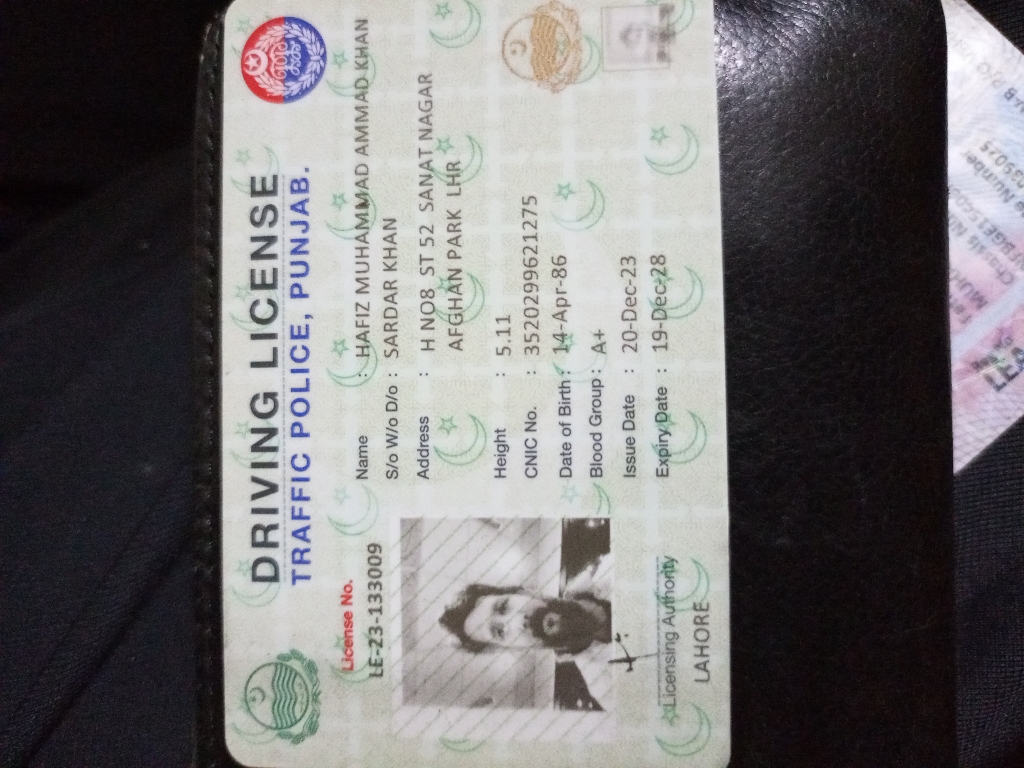 DRIVING LICENSE
TRAFFIC POLICE, PUNJAB.
License No.
LE-23-133009
Name : HAFIZ MUHAMMAD AMMAD KHAN
S/o W/o D/o : SARDAR KHAN
Address : H NO8 ST 52 SANAT NAGAR
AFGHAN PARK LHR
Height : 5.11
CNIC No. : 3520299621275
Date of Birth : 14-Apr-86
Blood Group : A+
Issue Date : 20-Dec-23
Expiry Date : 19-Dec-28
Licensing Authority
LAHORE